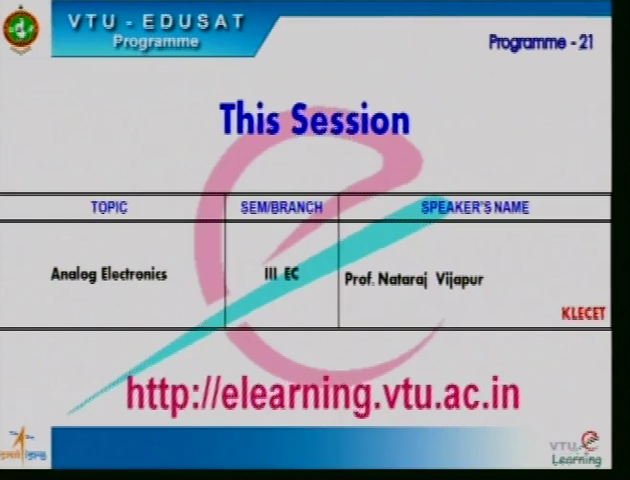 VTU - EDUSAT
Programme
Programme - 21
This Session
TOPIC SEM/BRANCH SPEAKER'S NAME
Analog Electronics III EC Prof. Nataraj Vijapur
KLECET
http://elearning.vtu.ac.in
VTU
Learning